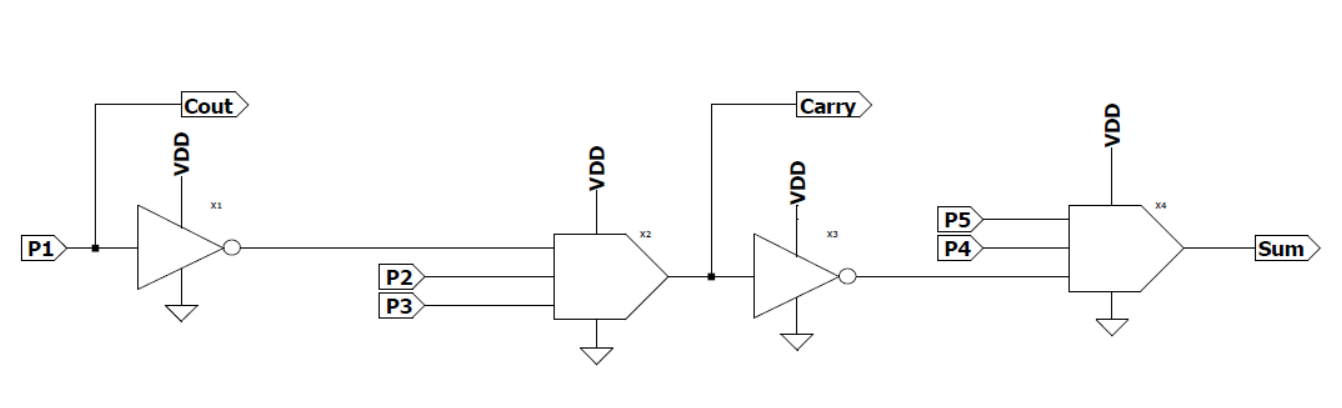 Cout
VDD
X1
P1
VDD
X2
P2
P3
Carry
VDD
X3
VDD
X4
P5
P4
Sum